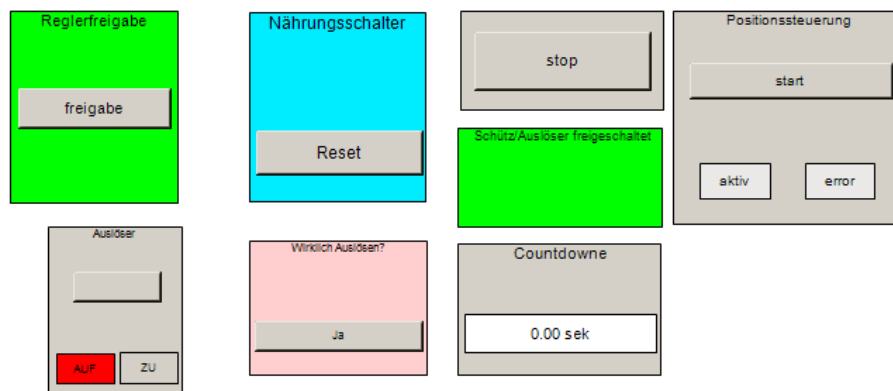 Reglerfreigabe
freigabe
Nährungsschalter
Reset
stop
Schütz/Auslöser freigeschaltet
Positionssteuerung
start
aktiv
error
Auslöser
AUF
ZU
Wirklich Auslösen?
Ja
Countdowne
0.00 sek